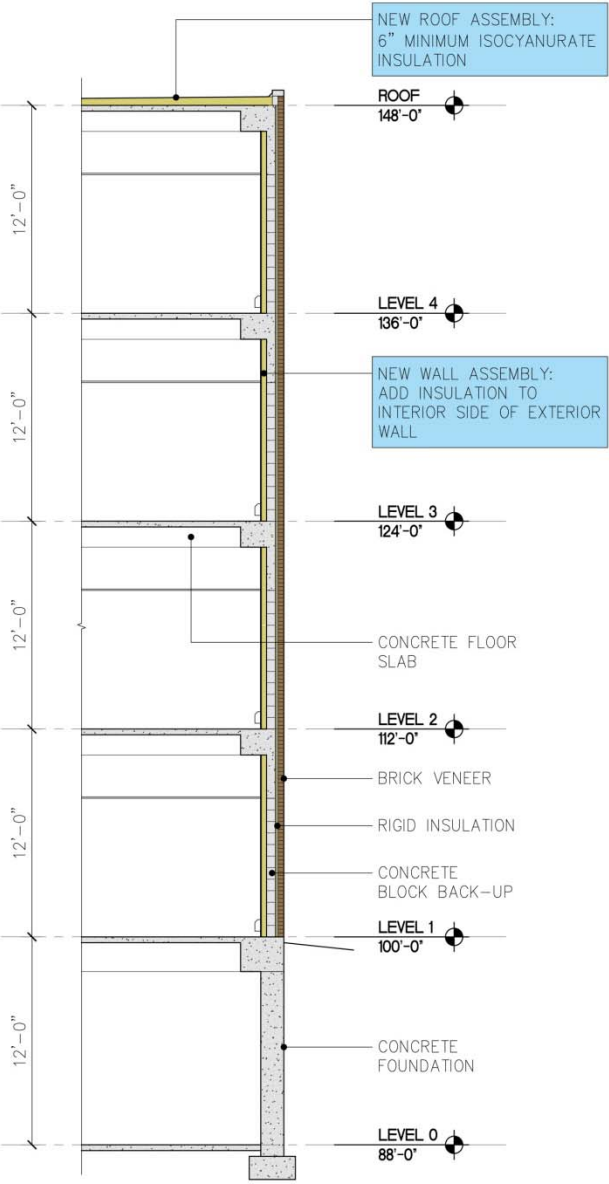 NEW ROOF ASSEMBLY:
6" MINIMUM ISOCYANURATE
INSULATION
ROOF
148'-0"
12'-0"
LEVEL 4
136'-0"
NEW WALL ASSEMBLY:
ADD INSULATION TO
INTERIOR SIDE OF EXTERIOR
WALL
12'-0"
LEVEL 3
124'-0"
12'-0"
CONCRETE FLOOR
SLAB
LEVEL 2
112'-0"
BRICK VENEER
RIGID INSULATION
12'-0"
CONCRETE
BLOCK BACK-UP
LEVEL 1
100'-0"
12'-0"
CONCRETE
FOUNDATION
LEVEL 0
88'-0"